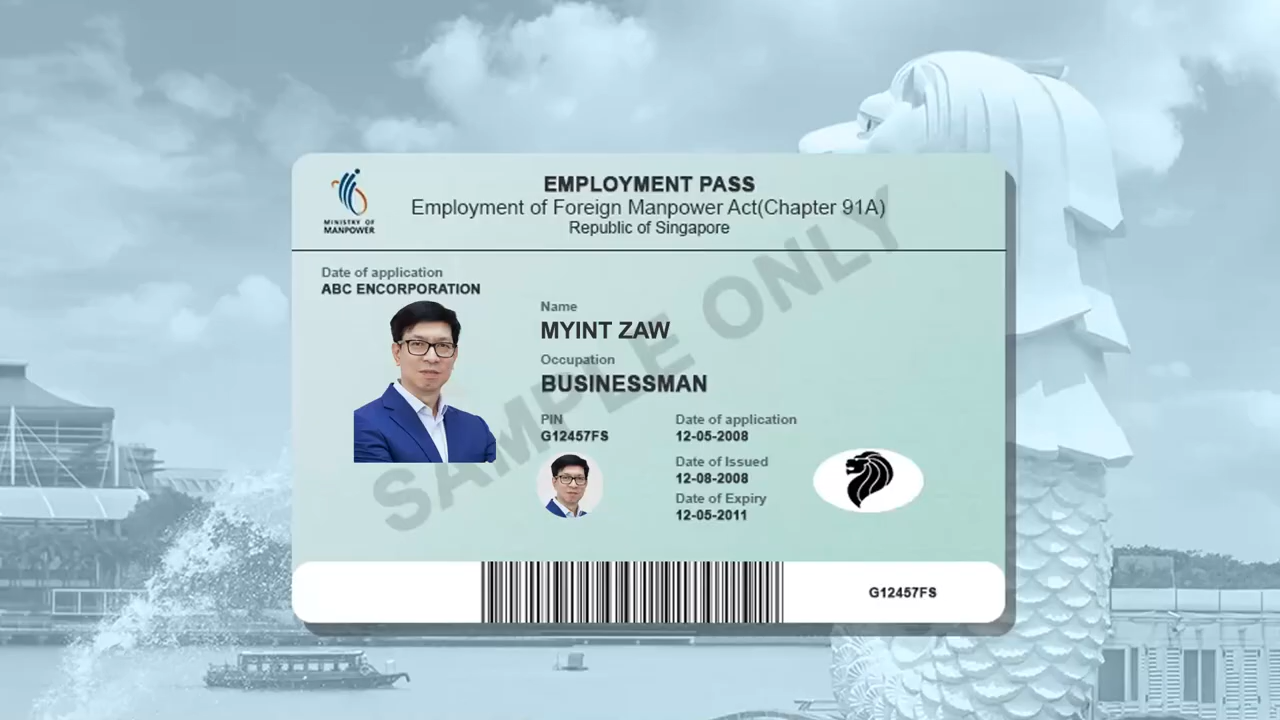 MINISTRY OF
MANPOWER
EMPLOYMENT PASS
Employment of Foreign Manpower Act(Chapter 91A)
Republic of Singapore
Date of application
ABC ENCORPORATION
Name
MYINT ZAW
Occupation
BUSINESSMAN
PIN
G12457FS
Date of application
12-05-2008
Date of Issued
12-08-2008
Date of Expiry
12-05-2011
SAMPLE ONLY
G12457FS